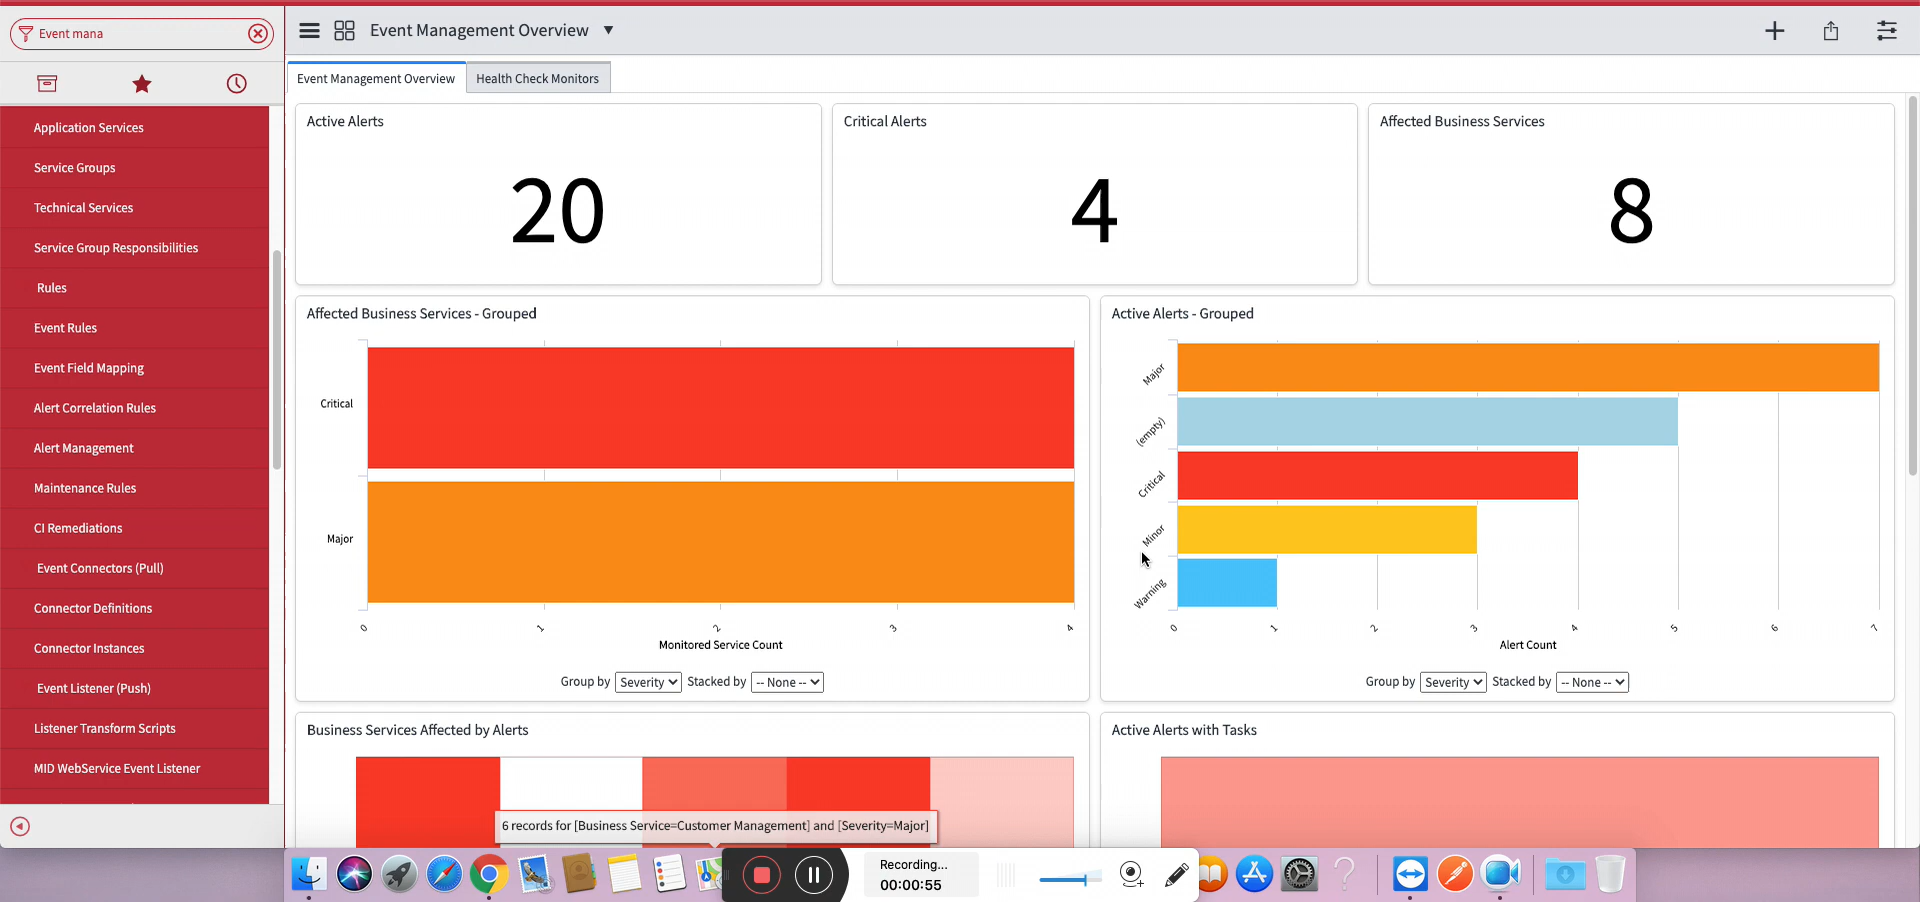 Event mana
Event Management Overview
Event Management Overview
Health Check Monitors
Application Services
Service Groups
Technical Services
Service Group Responsibilities
Rules
Event Rules
Event Field Mapping
Alert Correlation Rules
Alert Management
Maintenance Rules
CI Remediations
Event Connectors (Pull)
Connector Definitions
Connector Instances
Event Listener (Push)
Listener Transform Scripts
MID WebService Event Listener
Active Alerts
20
Critical Alerts
4
Affected Business Services
8
Affected Business Services - Grouped
Critical
Major
0 1 2 3 4
Monitored Service Count
Group by Severity Stacked by -- None --
Active Alerts - Grouped
Major
(empty)
Critical
Minor
Warning
0 1 2 3 4 5 6 7
Alert Count
Group by Severity Stacked by -- None --
Business Services Affected by Alerts
6 records for [Business Service=Customer Management] and [Severity=Major]
Active Alerts with Tasks
Recording...
00:00:55